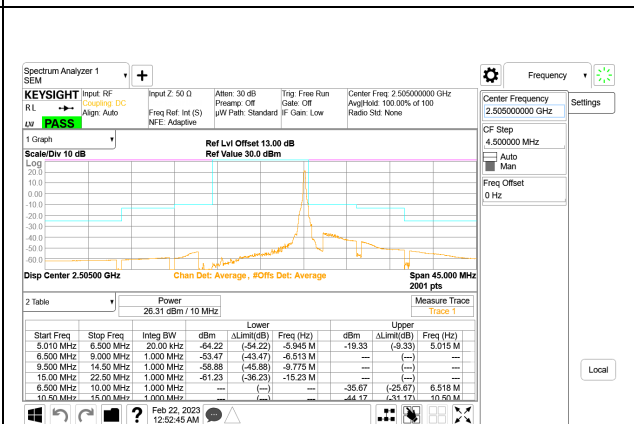 Spectrum Analyzer 1
SEM
Frequency
KEYSIGHT Input: RF Input Z: 50 Ω Atten: 30 dB Trig: Free Run Center Freq: 2.505000000 GHz
RL Coupling: DC Preamp: Off Gate: Off Avg|Hold: 100.00% of 100
Align: Auto Freq Ref: Int (S) µW Path: Standard IF Gain: Low Radio Std: None
NFE: Adaptive
PASS
Center Frequency
2.505000000 GHz
Settings
CF Step
4.500000 MHz
Auto
Man
Freq Offset
0 Hz
1 Graph
Ref Lvl Offset 13.00 dB
Scale/Div 10 dB Ref Value 30.0 dBm
Log
20.0
10.0
0.00
-10.0
-20.0
-30.0
-40.0
-50.0
-60.0
Disp Center 2.50500 GHz Chan Det: Average, #Offs Det: Average Span 45.000 MHz
2001 pts
2 Table Power Measure Trace
26.31 dBm / 10 MHz Trace 1
Lower Upper
Start Freq Stop Freq Integ BW dBm ΔLimit(dB) Freq (Hz) dBm ΔLimit(dB) Freq (Hz)
5.010 MHz 6.500 MHz 20.00 kHz -64.22 (-54.22) -5.945 M -19.33 (-9.33) 5.015 M
6.500 MHz 9.000 MHz 1.000 MHz -53.47 (-43.47) -6.513 M --- (---) ---
9.500 MHz 14.50 MHz 1.000 MHz -58.88 (-45.88) -9.775 M --- (---) ---
15.00 MHz 22.50 MHz 1.000 MHz -61.23 (-36.23) -15.23 M --- (---) ---
6.500 MHz 10.00 MHz 1.000 MHz --- (---) --- -35.67 (-25.67) 6.518 M
10.50 MHz 15.00 MHz 1.000 MHz --- (---) --- -44.17 (-31.17) 10.50 M
Local
? Feb 22, 2023
12:52:45 AM